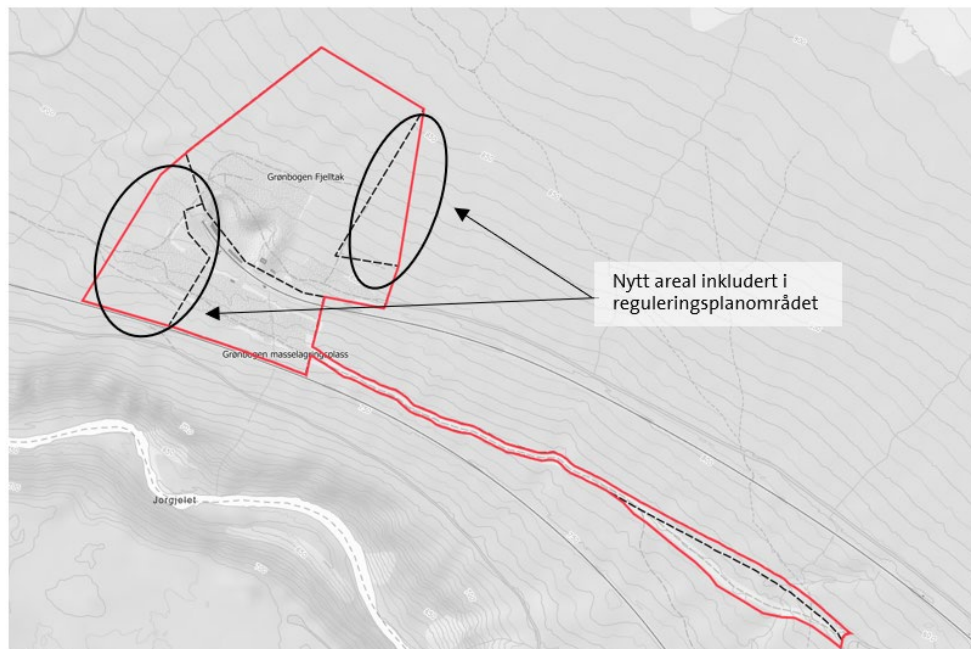 Grønbogen Fjelltak
Nytt areal inkludert i
reguleringsplanområdet
Grønbogen masselagringsplass
Jorgjelet